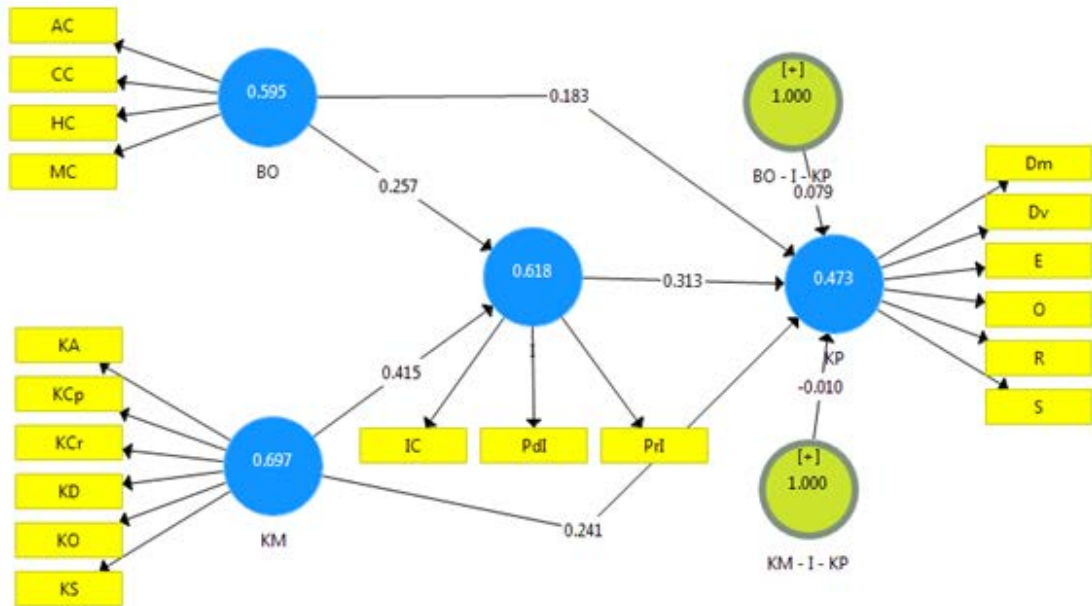 AC
CC
HC
MC
0.595
BO
0.183
[+]
1.000
BO - I - KP
0.079
0.257
Dm
Dv
E
O
R
S
0.618
I
0.313
0.473
KP
KA
KCp
KCr
KD
KO
KS
0.415
IC
PdI
PrI
-0.010
0.697
KM
0.241
[+]
1.000
KM - I - KP